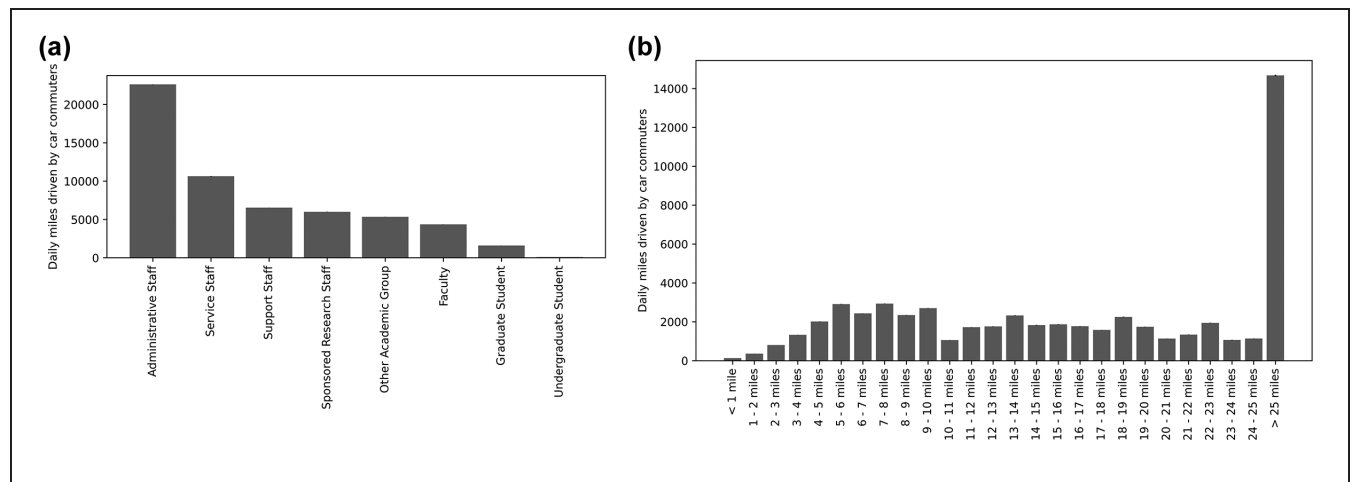 (a)
Daily miles driven by car commuters
20000
15000
10000
5000
0
Administrative Staff
Service Staff
Support Staff
Sponsored Research Staff
Other Academic Group
Faculty
Graduate Student
Undergraduate Student
(b)
Daily miles driven by car commuters
14000
12000
10000
8000
6000
4000
2000
0
< 1 mile
1 - 2 miles
2 - 3 miles
3 - 4 miles
4 - 5 miles
5 - 6 miles
6 - 7 miles
7 - 8 miles
8 - 9 miles
9 - 10 miles
10 - 11 miles
11 - 12 miles
12 - 13 miles
13 - 14 miles
14 - 15 miles
15 - 16 miles
16 - 17 miles
17 - 18 miles
18 - 19 miles
19 - 20 miles
20 - 21 miles
21 - 22 miles
22 - 23 miles
23 - 24 miles
24 - 25 miles
> 25 miles